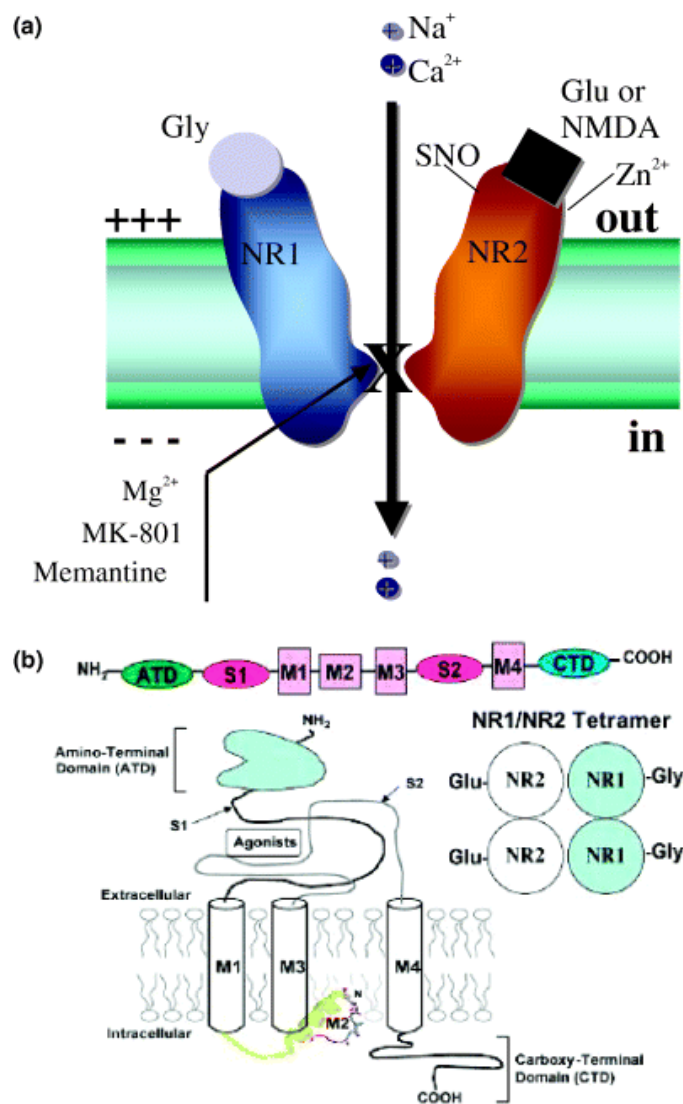 (a)
Na⁺
Ca²⁺
Gly
Glu or
NMDA
SNO
Zn²⁺
+++
out
NR1
NR2
X
- - -
in
Mg²⁺
MK-801
Memantine
(b)
NH₂ ATD S1 M1 M2 M3 S2 M4 CTD COOH
NH₂
NR1/NR2 Tetramer
Amino-Terminal
Domain (ATD)
S2
S1
Agonists
Glu- NR2 NR1 -Gly
Glu- NR2 NR1 -Gly
Extracellular
M1
M3
M4
N
M2
Intracellular
Carboxy-Terminal
Domain (CTD)
COOH